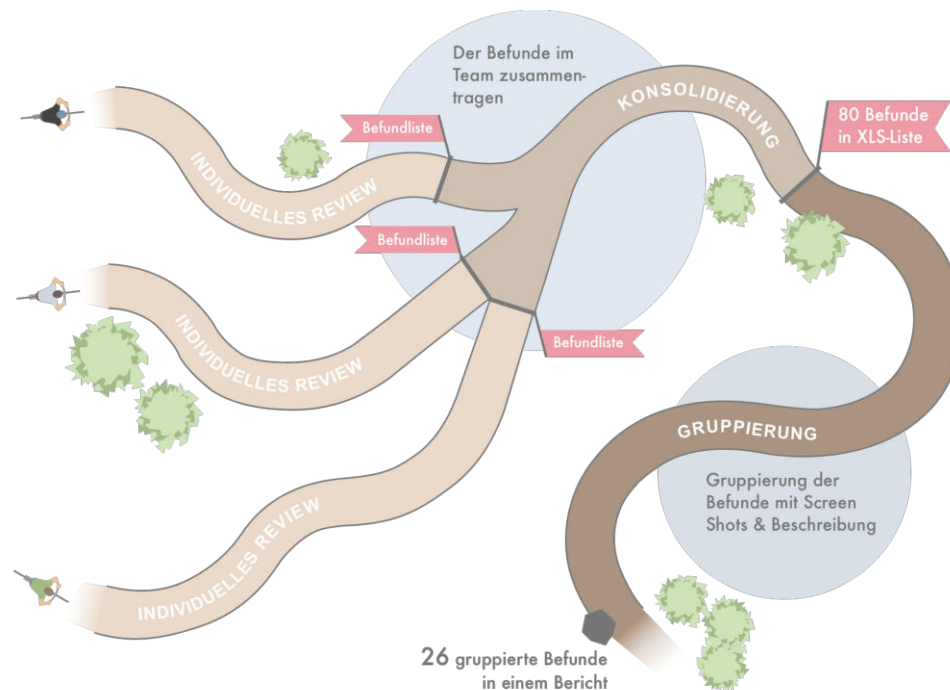 Der Befunde im
Team zusammen-
tragen
KONSOLIDIERUNG
80 Befunde
in XLS-Liste
Befundliste
INDIVIDUELLES REVIEW
Befundliste
INDIVIDUELLES REVIEW
Befundliste
INDIVIDUELLES REVIEW
GRUPPIERUNG
Gruppierung der
Befunde mit Screen
Shots & Beschreibung
26 gruppierte Befunde
in einem Bericht